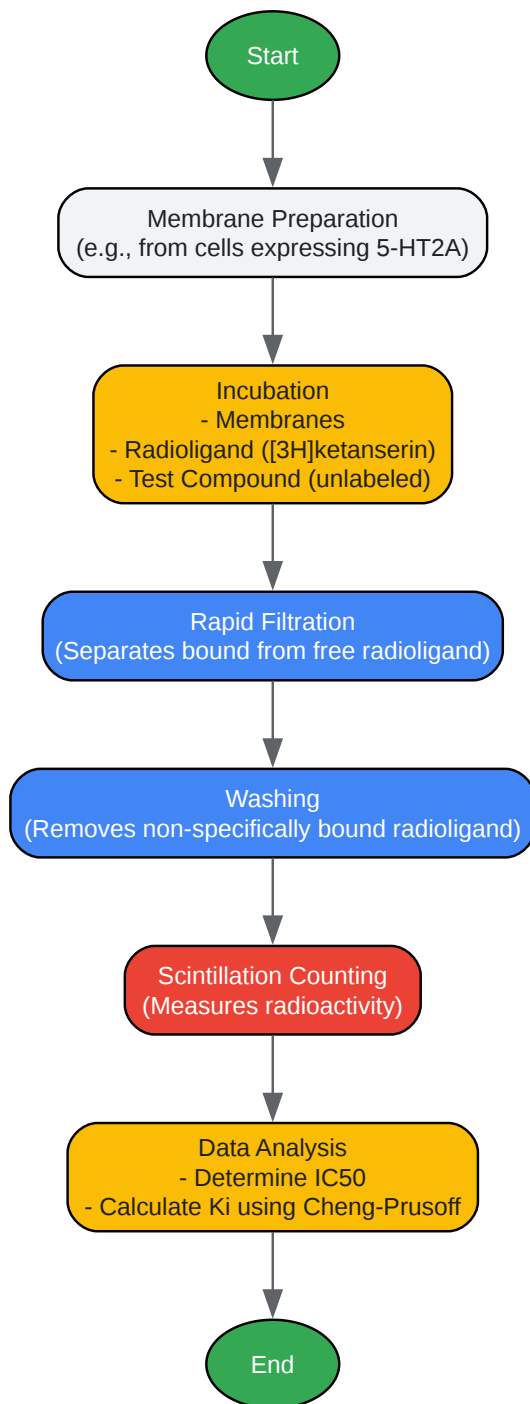 Start
Membrane Preparation
(e.g., from cells expressing 5-HT2A)
Incubation
- Membranes
- Radioligand ([3H]ketanserin)
- Test Compound (unlabeled)
Rapid Filtration
(Separates bound from free radioligand)
Washing
(Removes non-specifically bound radioligand)
Scintillation Counting
(Measures radioactivity)
Data Analysis
- Determine IC50
- Calculate Ki using Cheng-Prusoff
End